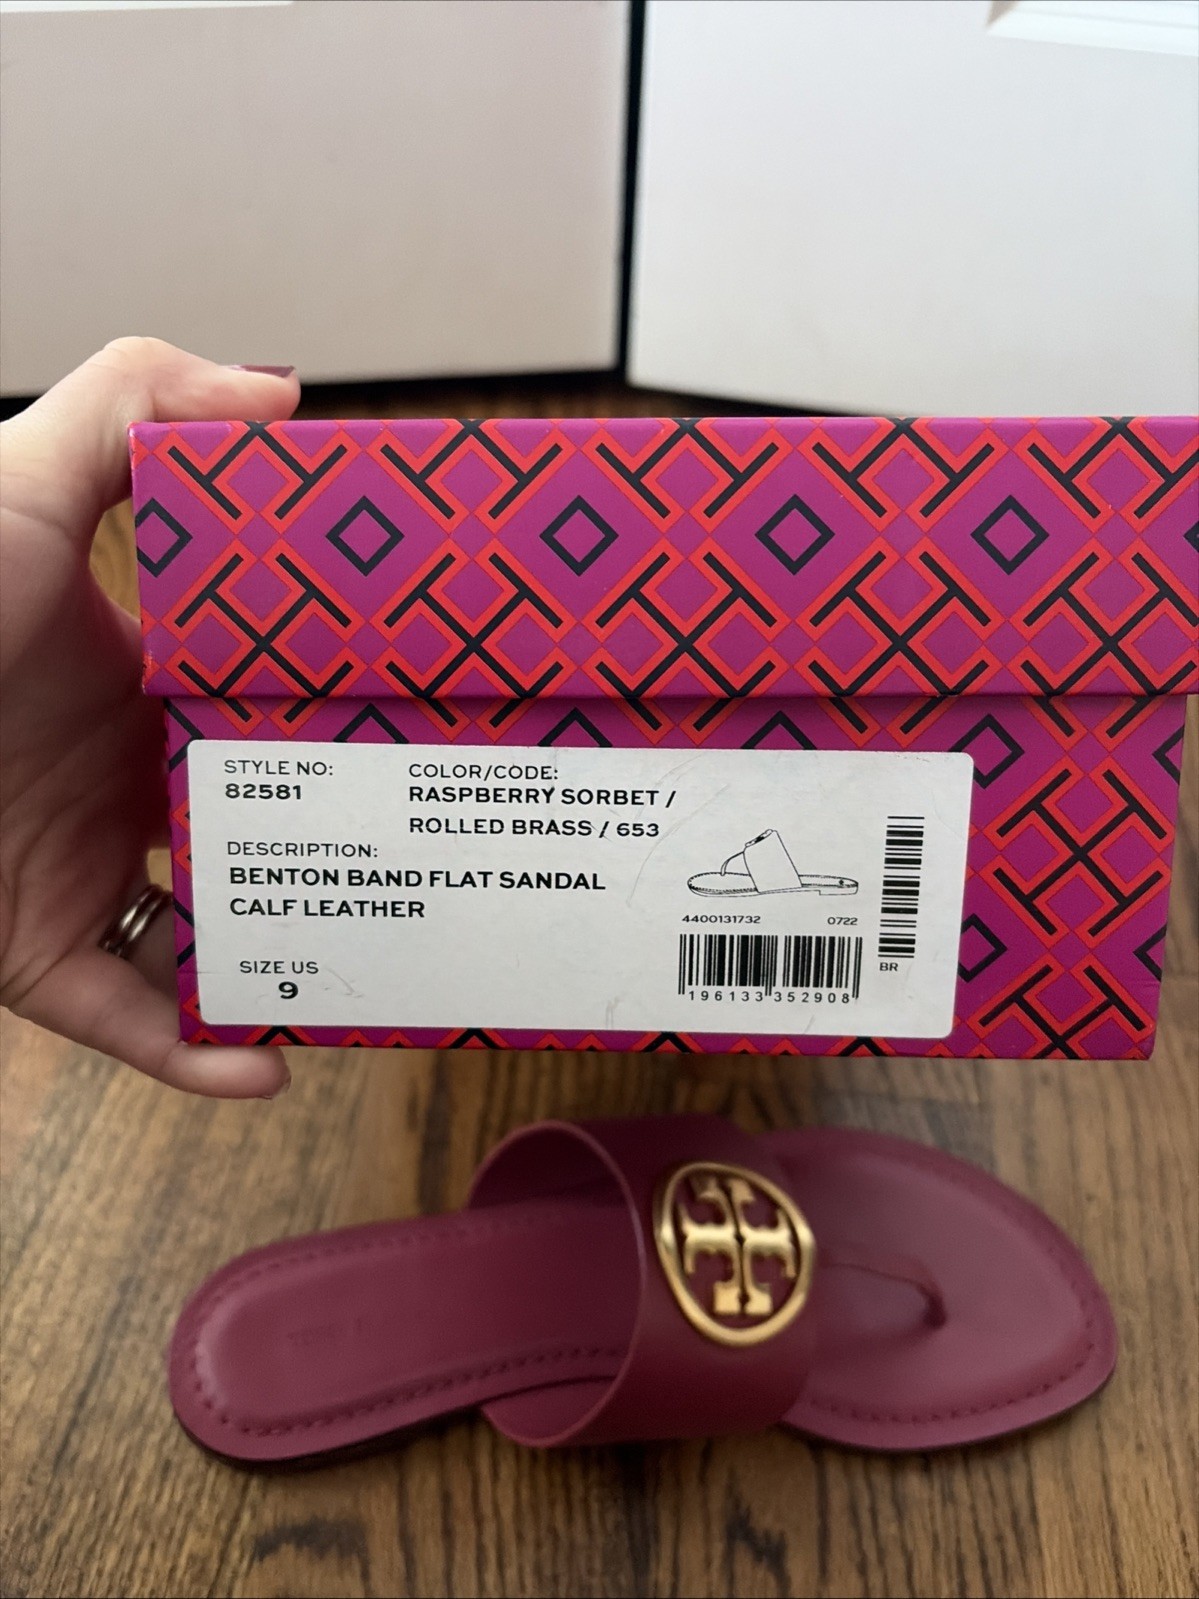 STYLE NO:
82581
COLOR/CODE:
RASPBERRY SORBET /
ROLLED BRASS / 653
DESCRIPTION:
BENTON BAND FLAT SANDAL
CALF LEATHER
SIZE US
9
4400131732 0722
196133 352908
BR